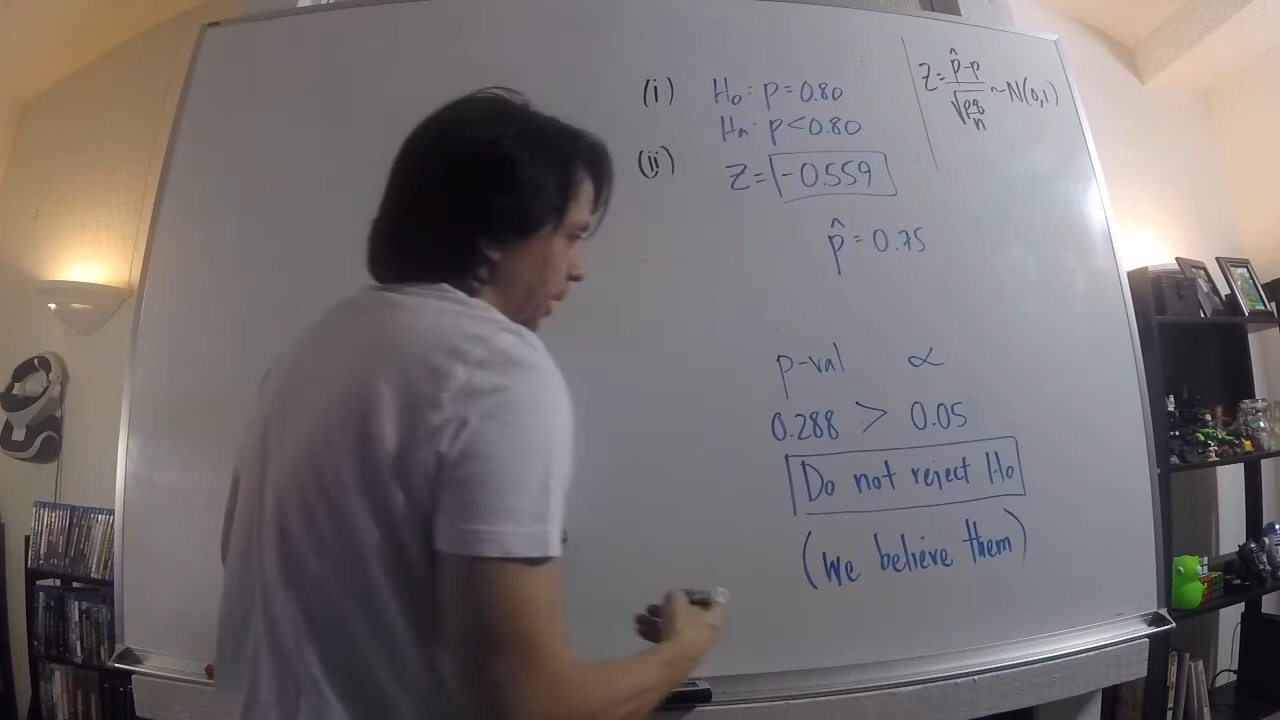 (i) H₀: p = 0.80
Ha: p < 0.80
(ii) Z = -0.559
p̂ = 0.75
p-val α
0.288 > 0.05
Do not reject H₀
(we believe them)
Z = (p̂-p)/√(pq/n) ~ N(0,1)